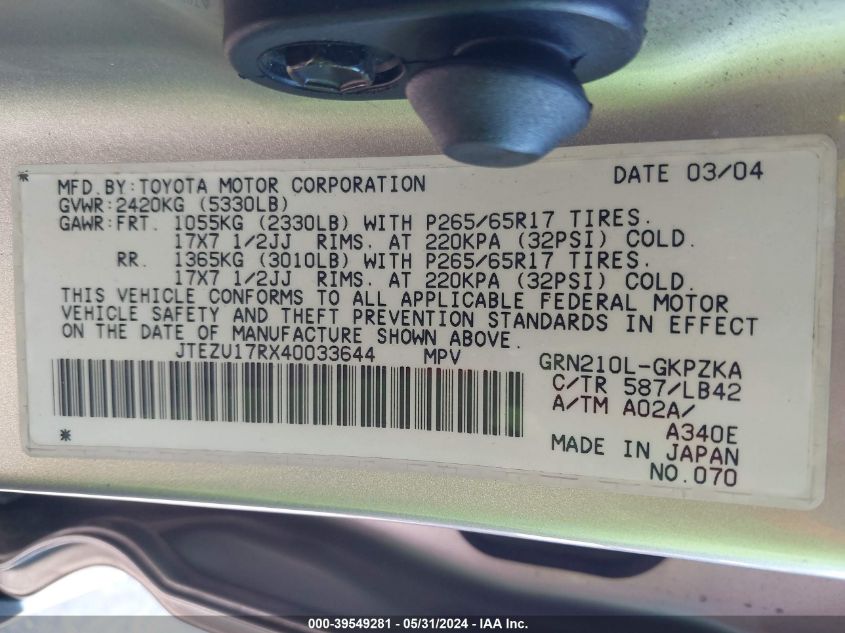 DATE 03/04
MFD.BY:TOYOTA MOTOR CORPORATION
GVWR:2420KG (5330LB)
GAWR:FRT. 1055KG (2330LB) WITH P265/65R17 TIRES.
17X7 1/2JJ RIMS. AT 220KPA (32PSI) COLD.
RR. 1365KG (3010LB) WITH P265/65R17 TIRES.
17X7 1/2JJ RIMS. AT 220KPA (32PSI) COLD.
THIS VEHICLE CONFORMS TO ALL APPLICABLE FEDERAL MOTOR
VEHICLE SAFETY AND THEFT PREVENTION STANDARDS IN EFFECT
ON THE DATE OF MANUFACTURE SHOWN ABOVE.
JTEZU17RX40033644 MPV
GRN210L-GKPZKA
C/TR 587/LB42
A/TM A02A/
A340E
MADE IN JAPAN
NO.070
000-39549281 / 05/31/2024 - IAA Inc.